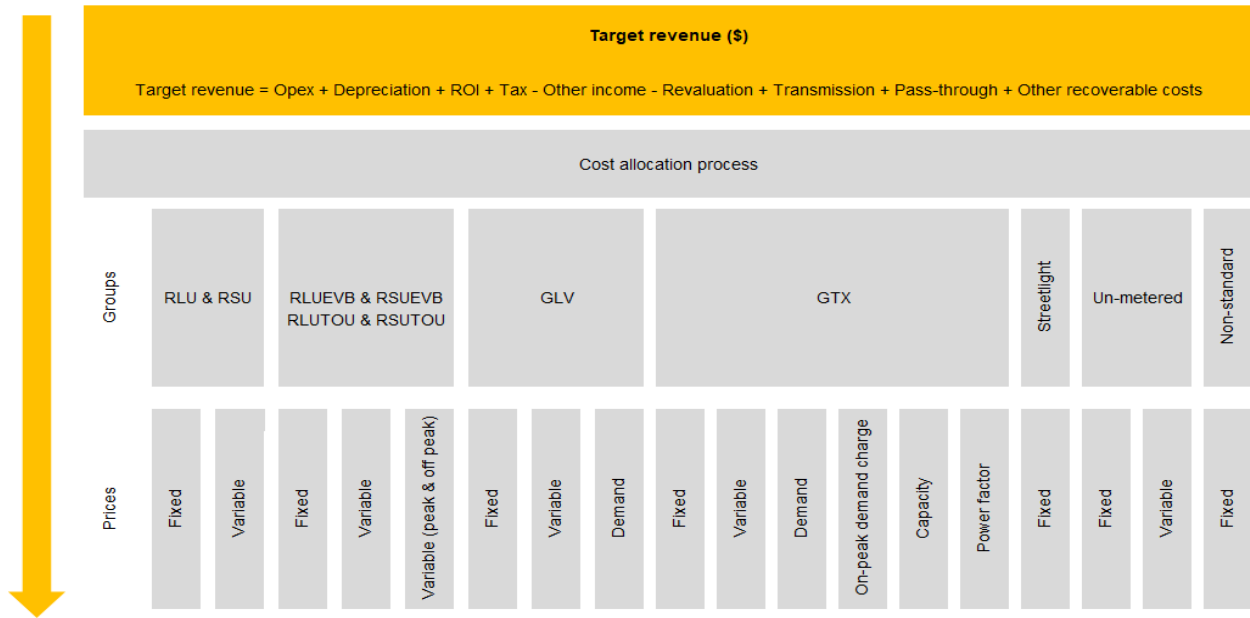 Target revenue ($)
Target revenue = Opex + Depreciation + ROI + Tax - Other income - Revaluation + Transmission + Pass-through + Other recoverable costs
Cost allocation process
Groups
RLU & RSU
RLUEVB & RSUEVB
RLUTOU & RSUTOU
GLV
GTX
Streetlight
Un-metered
Non-standard
Prices
Fixed
Variable
Fixed
Variable
Variable (peak & off peak)
Fixed
Variable
Demand
Fixed
Variable
Demand
On-peak demand charge
Capacity
Power factor
Fixed
Fixed
Variable
Fixed